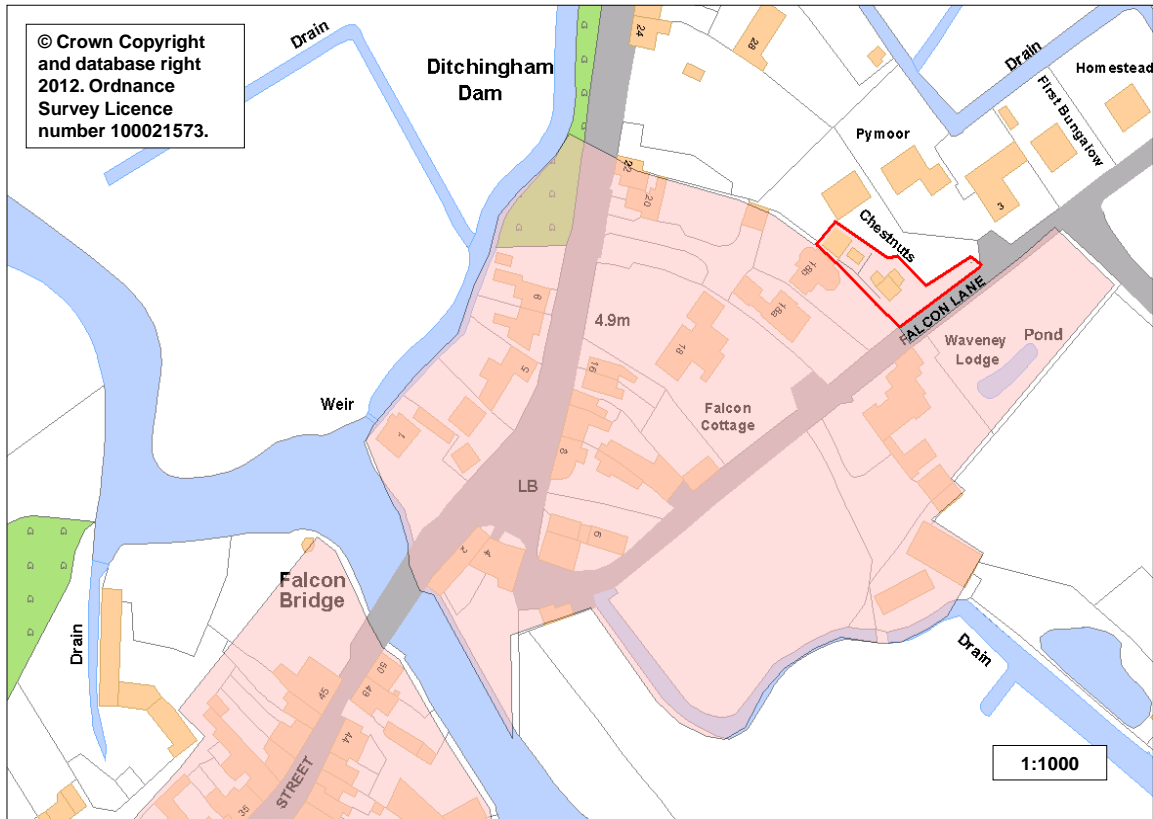 © Crown Copyright
and database right
2012. Ordnance
Survey Licence
number 100021573.
Drain
Ditchingham
Dam
24
28
Drain
Homestead
First Bungalow
Pymoor
3
22
20
Chestnuts
18b
18a
18
4.9m
FALCON LANE
Waveney
Lodge
Pond
6
5
16
Weir
1
Falcon
Cottage
8
LB
6
2
4
Falcon
Bridge
Drain
Drain
50
49
45
44
STREET
35
1:1000